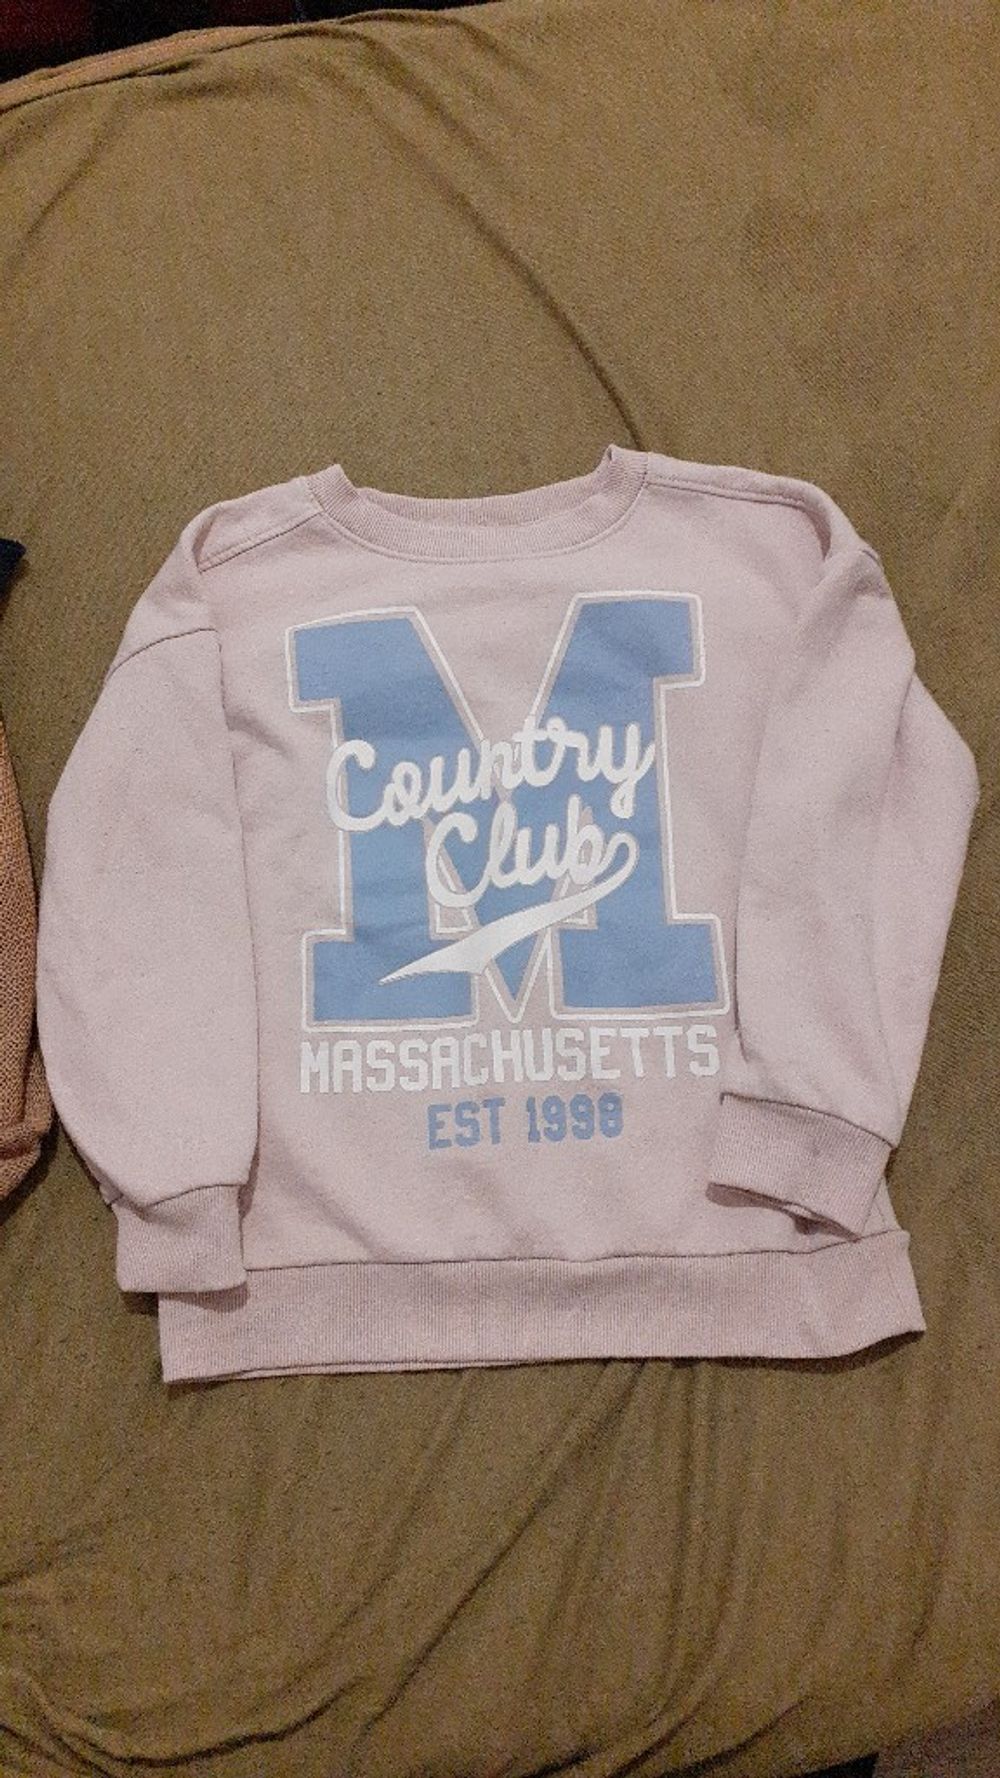 M
Country
Club
MASSACHUSETTS
EST 1998